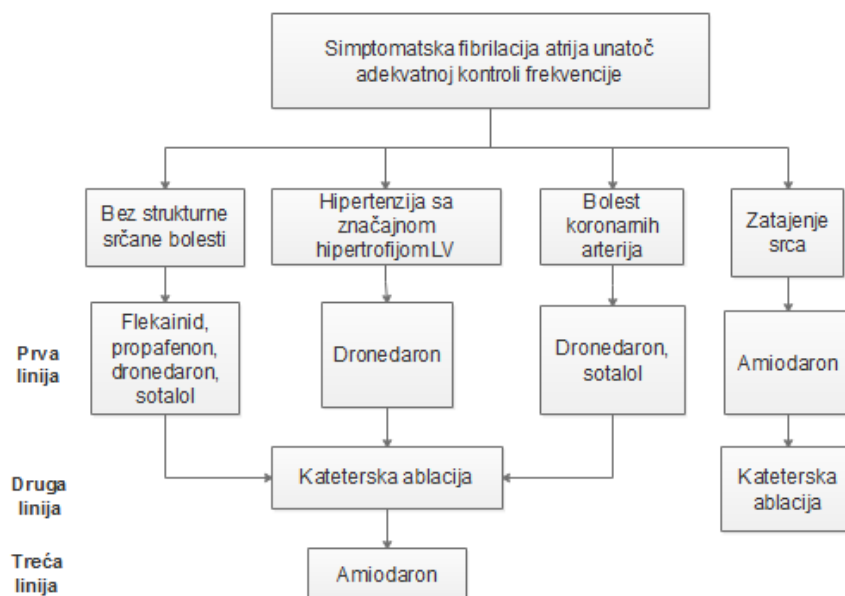 Simptomatska fibrilacija atrija unatoč
adekvatnoj kontroli frekvencije
Bez strukturne
srčane bolesti
Hipertenzija sa
značajnom
hipertrofijom LV
Bolest
koronarnih
arterija
Zatajenje
srca
Prva
linija
Flekainid,
propafenon,
dronedaron,
sotalol
Dronedaron
Dronedaron,
sotalol
Amiodaron
Druga
linija
Kateterska ablacija
Kateterska
ablacija
Treća
linija
Amiodaron